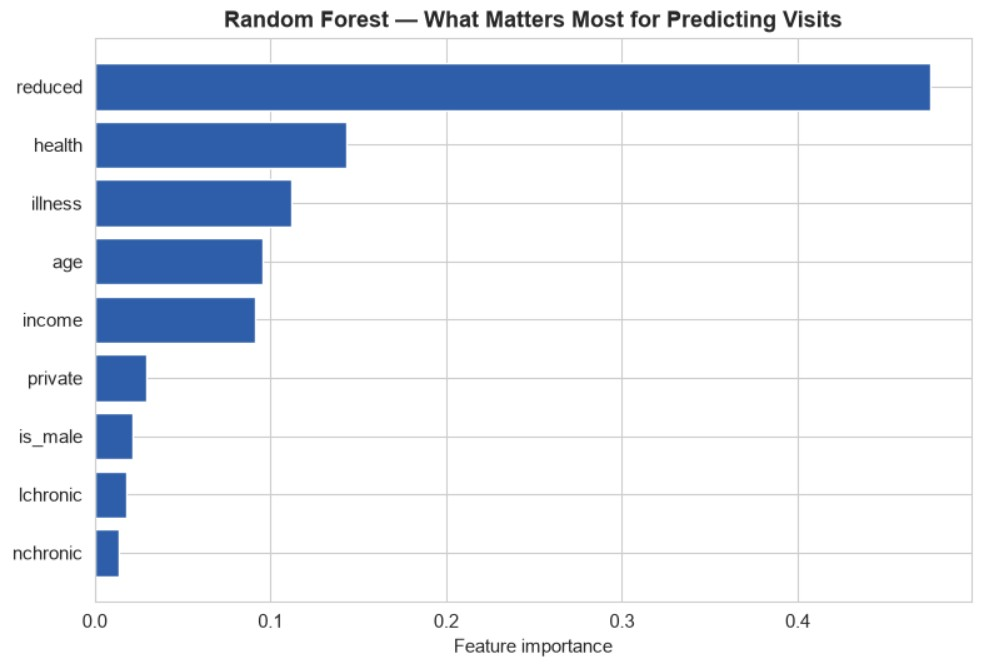 Random Forest — What Matters Most for Predicting Visits
reduced
health
illness
age
income
private
is_male
lchronic
nchronic
0.0 0.1 0.2 0.3 0.4
Feature importance